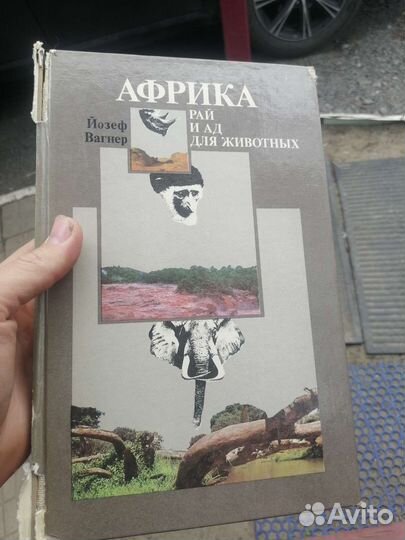 АФРИКА
Йозеф
Вагнер
РАЙ
И АД
ДЛЯ ЖИВОТНЫХ
Avito